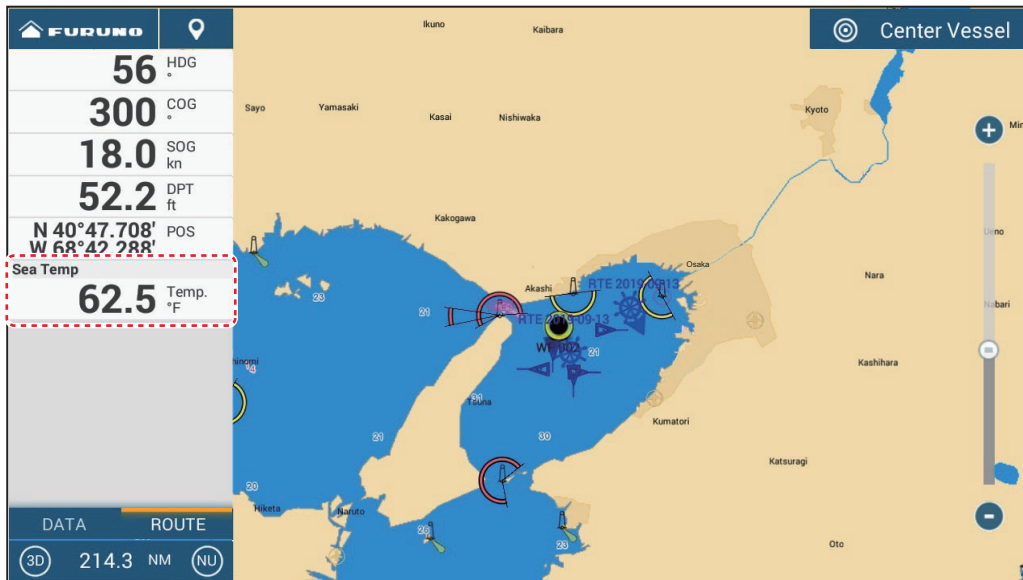 FURUNO
Center Vessel
56 HDG °
300 COG °
18.0 SOG kn
52.2 DPT ft
N 40°47.708' POS
W 68°42.288'
Sea Temp
62.5 Temp. °F
DATA ROUTE
3D 214.3 NM NU
Ikuno
Kaibara
Sayo
Yamasaki
Kasai
Nishiwaka
Kyoto
Kakogawa
Osaka
Akashi
RTE 2019-09-13
RTE 2019-09-13
Nara
23
21
21
Kashihara
Tsuna
21
30
Kumatori
Katsuragi
20
Hiketa
Naruto
26
23
Oto
+
-